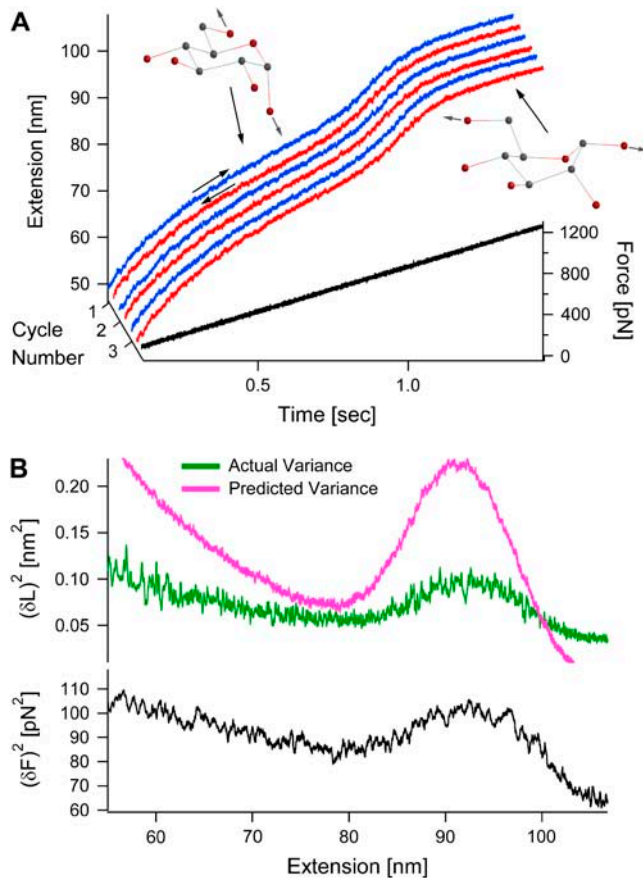 A
Extension [nm]
100
90
80
70
60
50
1
2
3
Cycle
Number
0.5
1.0
Time [sec]
1200
800
400
0
Force [pN]
B
Actual Variance
Predicted Variance
(δL)² [nm²]
0.20
0.15
0.10
0.05
(δF)² [pN²]
110
100
90
80
70
60
60
70
80
90
100
Extension [nm]